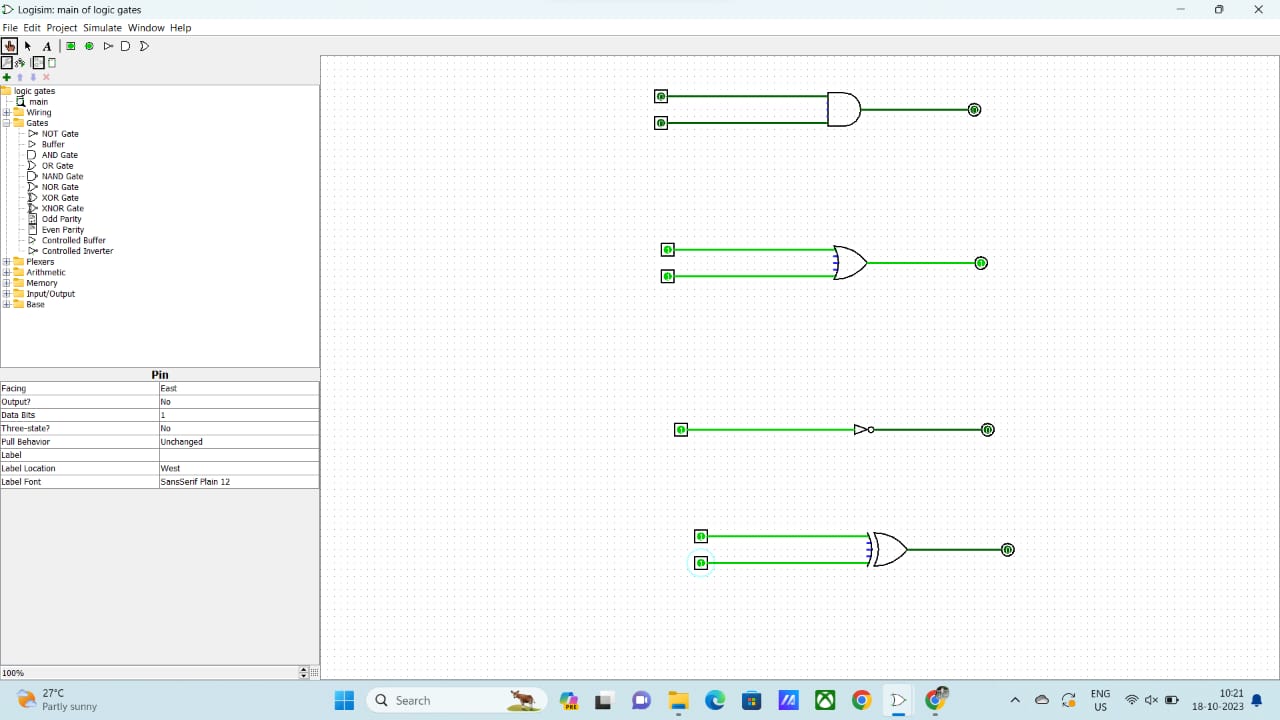 Logisim: main of logic gates
File Edit Project Simulate Window Help
A
logic gates
main
Wiring
Gates
NOT Gate
Buffer
AND Gate
OR Gate
NAND Gate
NOR Gate
XOR Gate
XNOR Gate
Odd Parity
Even Parity
Controlled Buffer
Controlled Inverter
Plexers
Arithmetic
Memory
Input/Output
Base
Pin
Facing East
Output? No
Data Bits 1
Three-state? No
Pull Behavior Unchanged
Label
Label Location West
Label Font SansSerif Plain 12
100%
0
0
0
1
1
1
1
0
1
1
0
27°C
Partly sunny
Search
PRE
ENG
US
10:21
18-10-2023